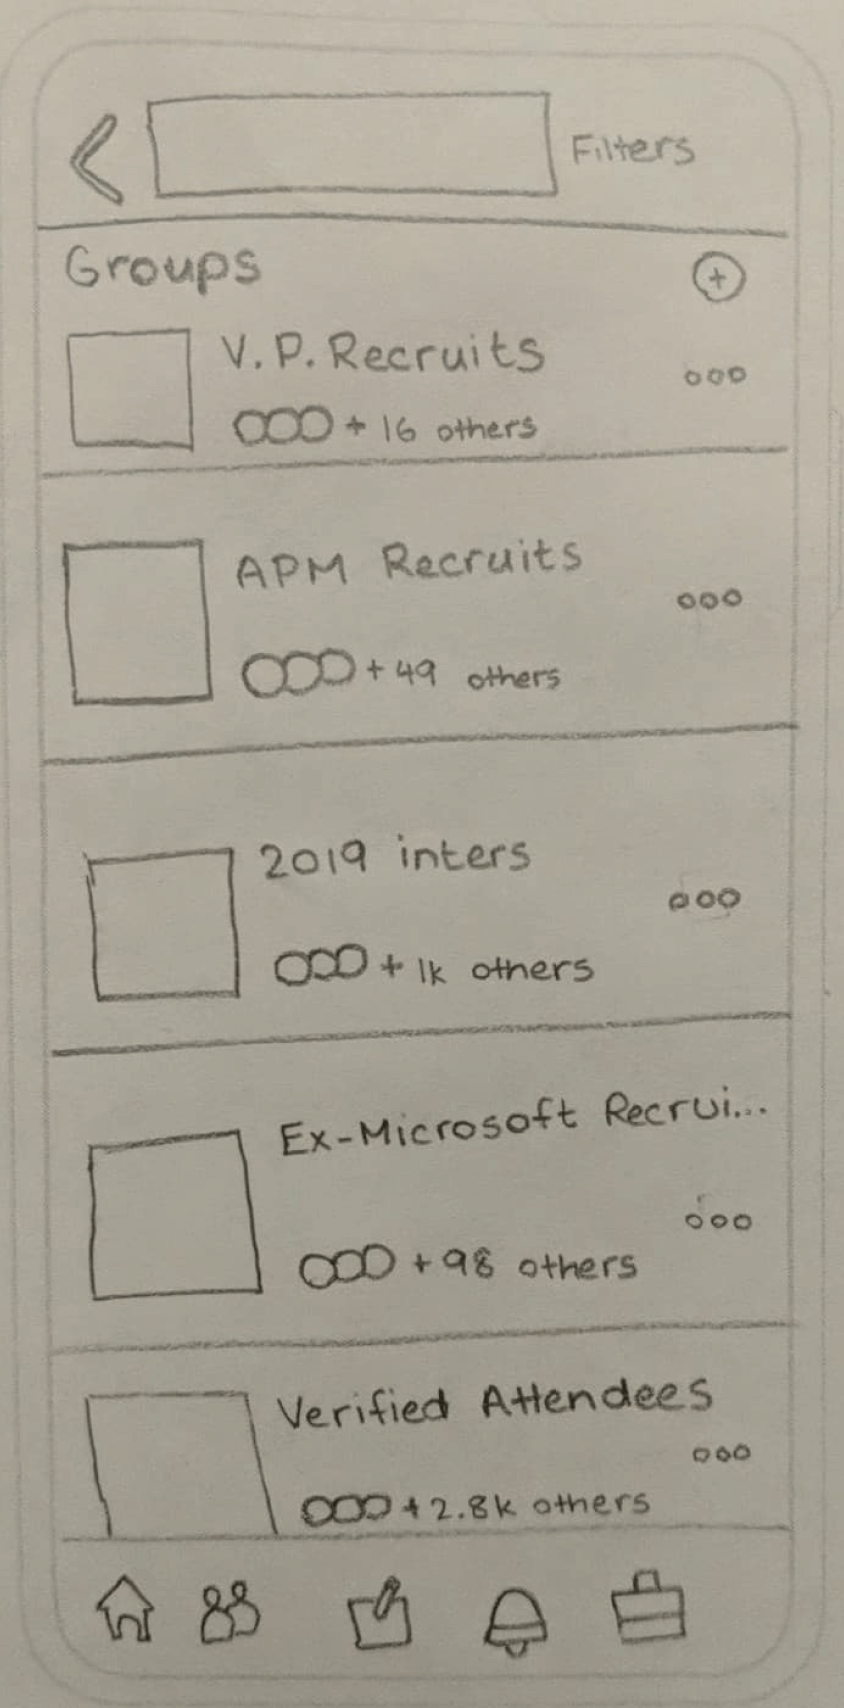 Filters
Groups
V. P. Recruits
+ 16 others
APM Recruits
+ 49 others
2019 inters
+ 1k others
Ex-Microsoft Recrui...
+ 98 others
Verified Attendees
+ 2.8k others